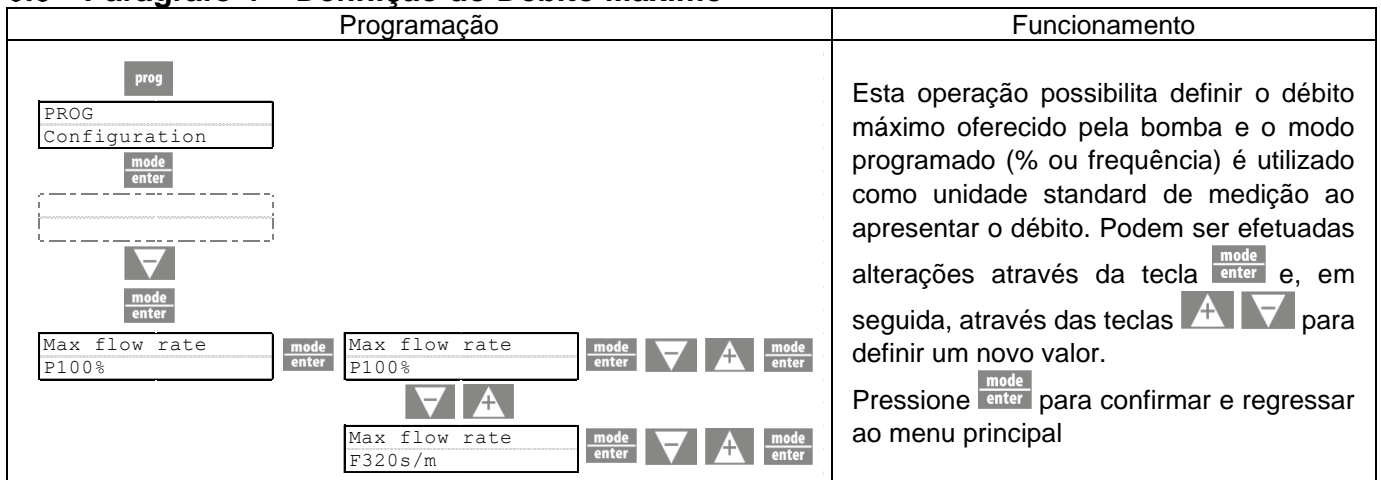 Programação
Funcionamento
prog
PROG
Configuration
mode
enter
mode
enter
Max flow rate
P100%
mode
enter
Max flow rate
P100%
mode
enter
mode
enter
Max flow rate
F320s/m
mode
enter
mode
enter
Esta operação possibilita definir o débito
máximo oferecido pela bomba e o modo
programado (% ou frequência) é utilizado
como unidade standard de medição ao
apresentar o débito. Podem ser efetuadas
alterações através da tecla mode enter e, em
seguida, através das teclas + − para
definir um novo valor.
Pressione mode enter para confirmar e regressar
ao menu principal